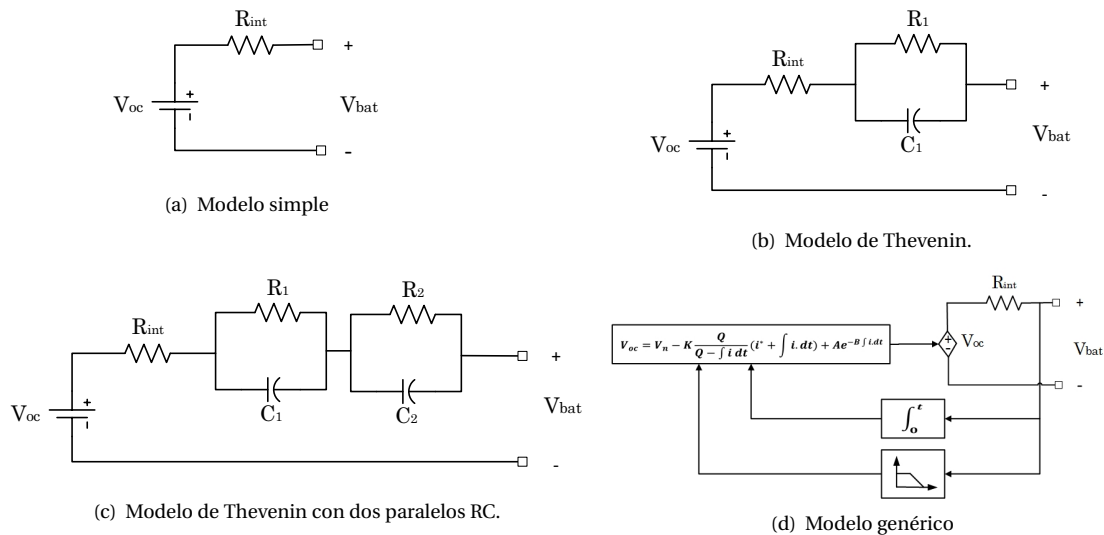 Rint
+
Voc
+
Vbat
-
(a) Modelo simple
R1
Rint
+
C1
Voc
+
Vbat
-
(b) Modelo de Thevenin.
R1
R2
Rint
+
C1
C2
Voc
+
Vbat
-
(c) Modelo de Thevenin con dos paralelos RC.
Rint
+
Voc = Vn − K Q/(Q − ∫ i dt) (i* + ∫ i. dt) + Ae^(−B ∫ i.dt)
+
-
Voc
Vbat
-
∫0t
(d) Modelo genérico